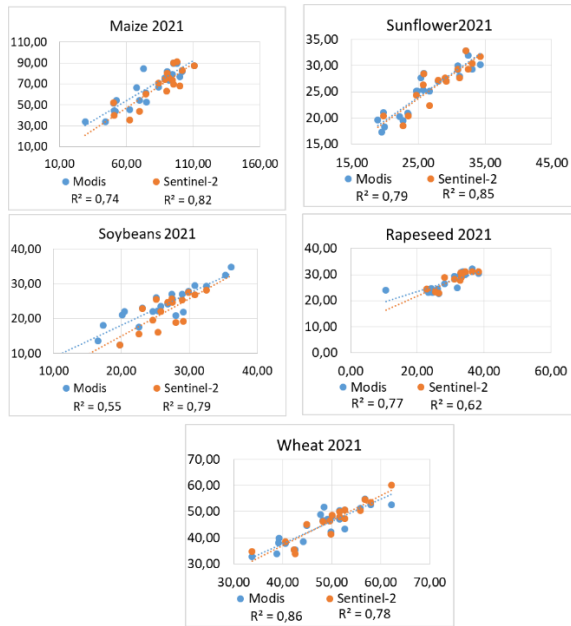 Maize 2021
110,00
90,00
70,00
50,00
30,00
10,00
10,00 60,00 110,00 160,00
Modis Sentinel-2
R² = 0,74 R² = 0,82
Sunflower2021
35,00
30,00
25,00
20,00
15,00
15,00 25,00 35,00 45,00
Modis Sentinel-2
R² = 0,79 R² = 0,85
Soybeans 2021
40,00
30,00
20,00
10,00
10,00 20,00 30,00 40,00
Modis Sentinel-2
R² = 0,55 R² = 0,79
Rapeseed 2021
40,00
30,00
20,00
10,00
0,00
0,00 20,00 40,00 60,00
Modis Sentinel-2
R² = 0,77 R² = 0,62
Wheat 2021
70,00
60,00
50,00
40,00
30,00
30,00 40,00 50,00 60,00 70,00
Modis Sentinel-2
R² = 0,86 R² = 0,78